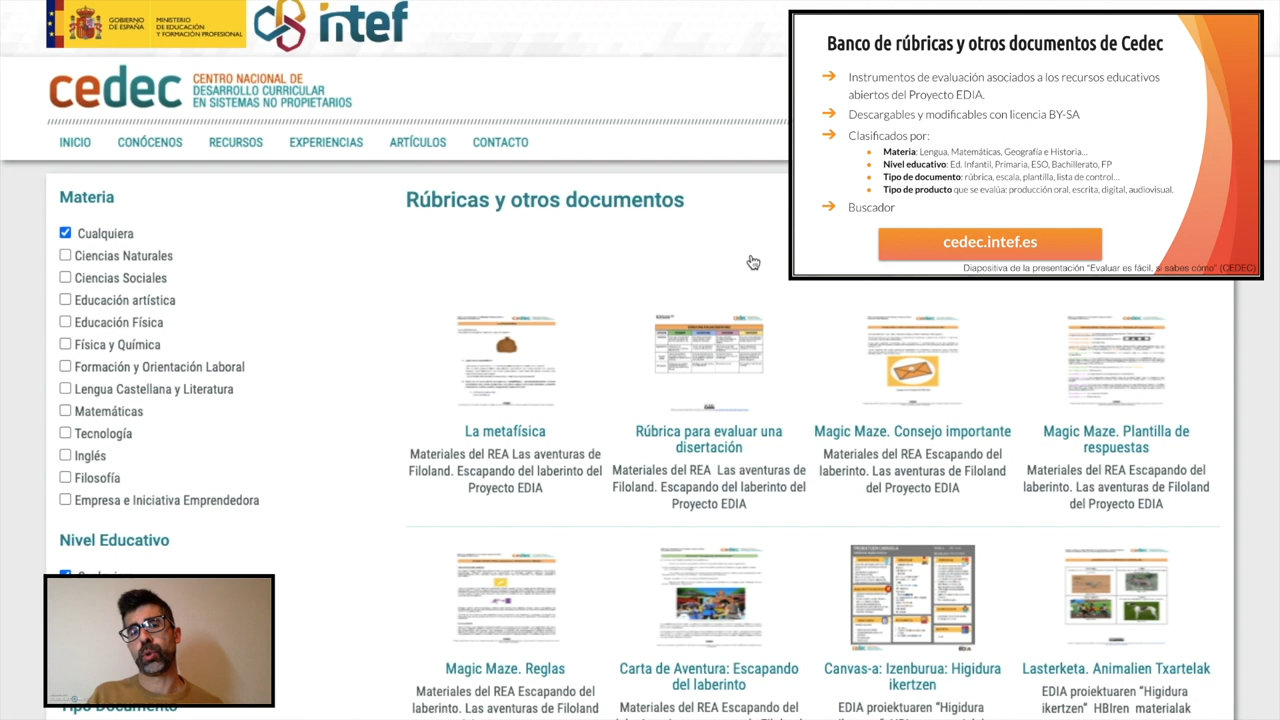 GOBIERNO
DE ESPAÑA
MINISTERIO
DE EDUCACIÓN
Y FORMACIÓN PROFESIONAL
intef
cedec
CENTRO NACIONAL DE
DESARROLLO CURRICULAR
EN SISTEMAS NO PROPIETARIOS
INICIO CONÓCENOS RECURSOS EXPERIENCIAS ARTÍCULOS CONTACTO
Banco de rúbricas y otros documentos de Cedec
Instrumentos de evaluación asociados a los recursos educativos
abiertos del Proyecto EDIA.
Descargables y modificables con licencia BY-SA
Clasificados por:
Materia: Lengua, Matemáticas, Geografía e Historia...
Nivel educativo: Ed. Infantil, Primaria, ESO, Bachillerato, FP
Tipo de documento: rúbrica, escala, plantilla, lista de control...
Tipo de producto que se evalúa: producción oral, escrita, digital, audiovisual.
Buscador
cedec.intef.es
Diapositiva de la presentación "Evaluar es fácil, si sabes cómo" (CEDEC)
Materia
Cualquiera
Ciencias Naturales
Ciencias Sociales
Educación artística
Educación Física
Física y Química
Formación y Orientación Laboral
Lengua Castellana y Literatura
Matemáticas
Tecnología
Inglés
Filosofía
Empresa e Iniciativa Emprendedora
Nivel Educativo
Rúbricas y otros documentos
La metafísica
Materiales del REA Las aventuras de
Filoland. Escapando del laberinto del
Proyecto EDIA
Rúbrica para evaluar una
disertación
Materiales del REA Las aventuras de
Filoland. Escapando del laberinto del
Proyecto EDIA
Magic Maze. Consejo importante
Materiales del REA Escapando del
laberinto. Las aventuras de Filoland
del Proyecto EDIA
Magic Maze. Plantilla de
respuestas
Materiales del REA Escapando del
laberinto. Las aventuras de Filoland
del Proyecto EDIA
Magic Maze. Reglas
Materiales del REA Escapando del
laberinto. Las aventuras de Filoland
Carta de Aventura: Escapando
del laberinto
Materiales del REA Escapando del
Canvas-a: Izenburua: Higidura
ikertzen
EDIA proiektuaren "Higidura
Lasterketa. Animalien Txartelak
EDIA proiektuaren "Higidura
ikertzen" HBIren materialak